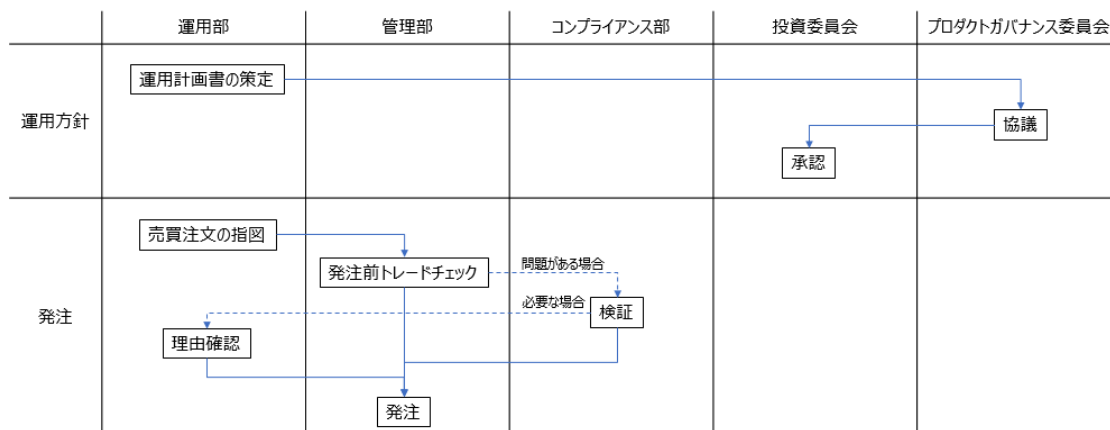 運用部
管理部
コンプライアンス部
投資委員会
プロダクトガバナンス委員会
運用方針
運用計画書の策定
協議
承認
発注
売買注文の指図
発注前トレードチェック
問題がある場合
検証
必要な場合
理由確認
発注